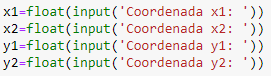 x1=float(input('Coordenada x1: '))
x2=float(input('Coordenada x2: '))
y1=float(input('Coordenada y1: '))
y2=float(input('Coordenada y2: '))